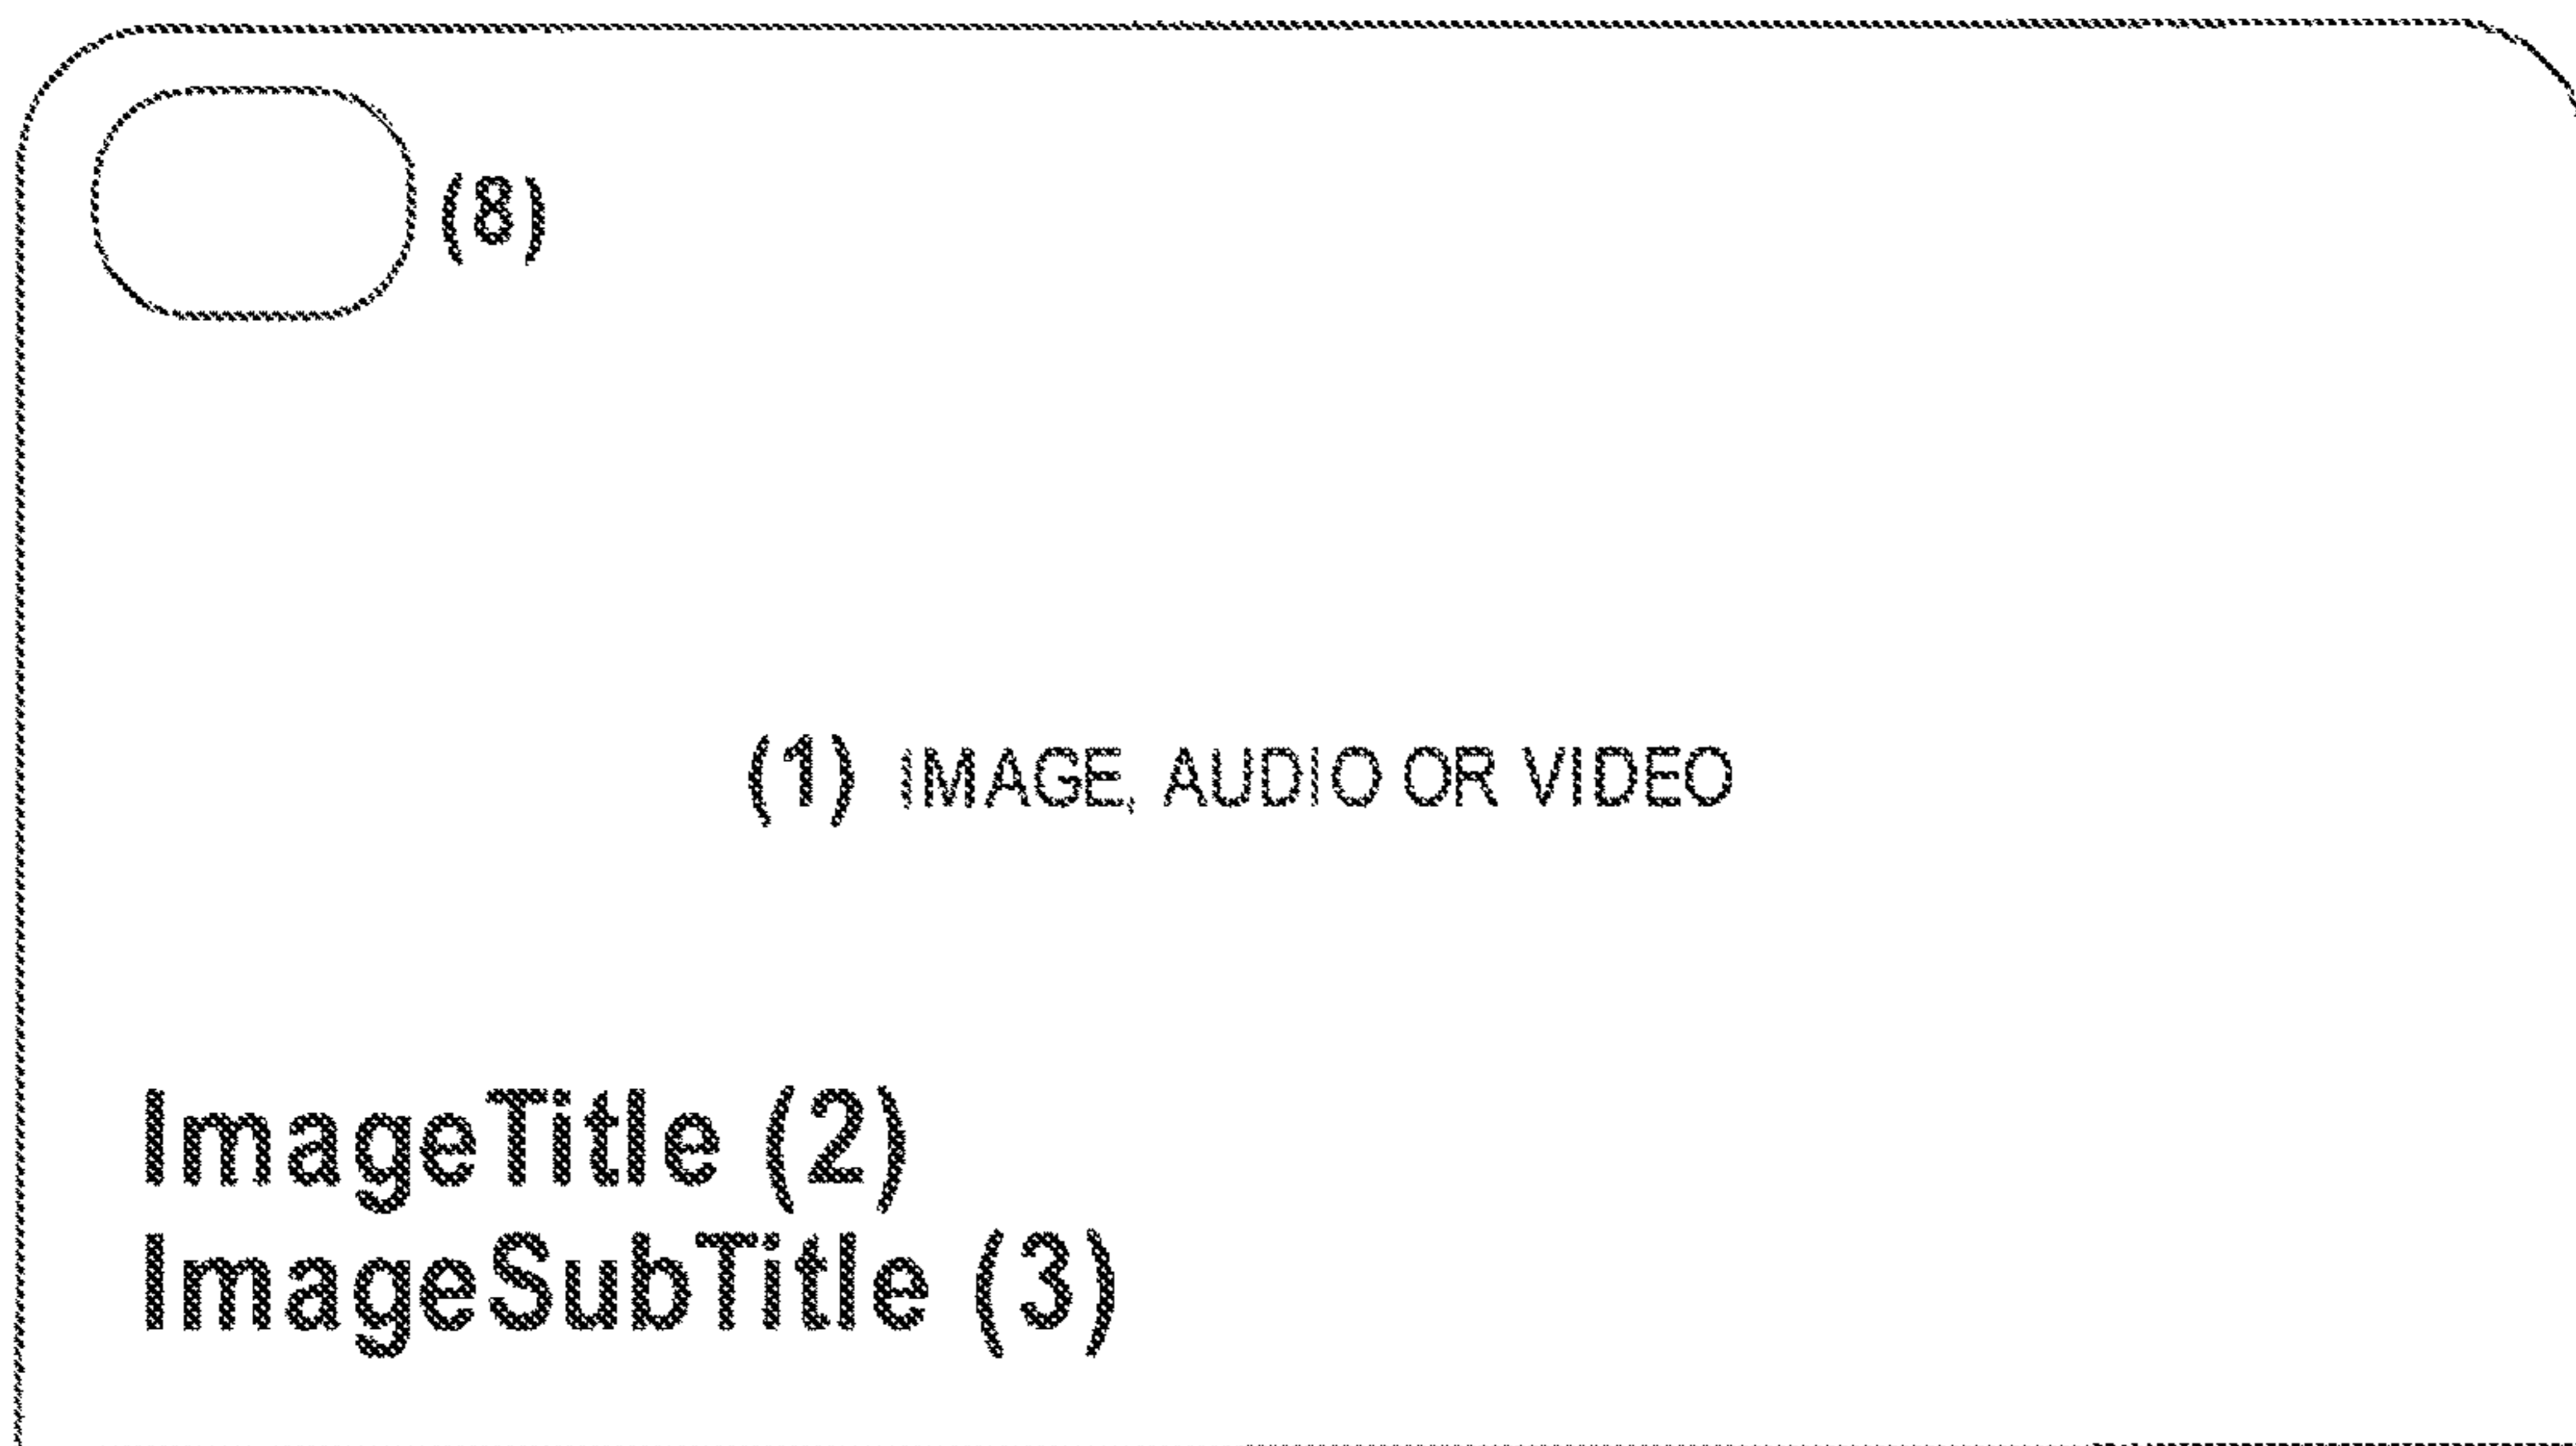 (8)
(1) IMAGE, AUDIO OR VIDEO
ImageTitle (2)
ImageSubTitle (3)